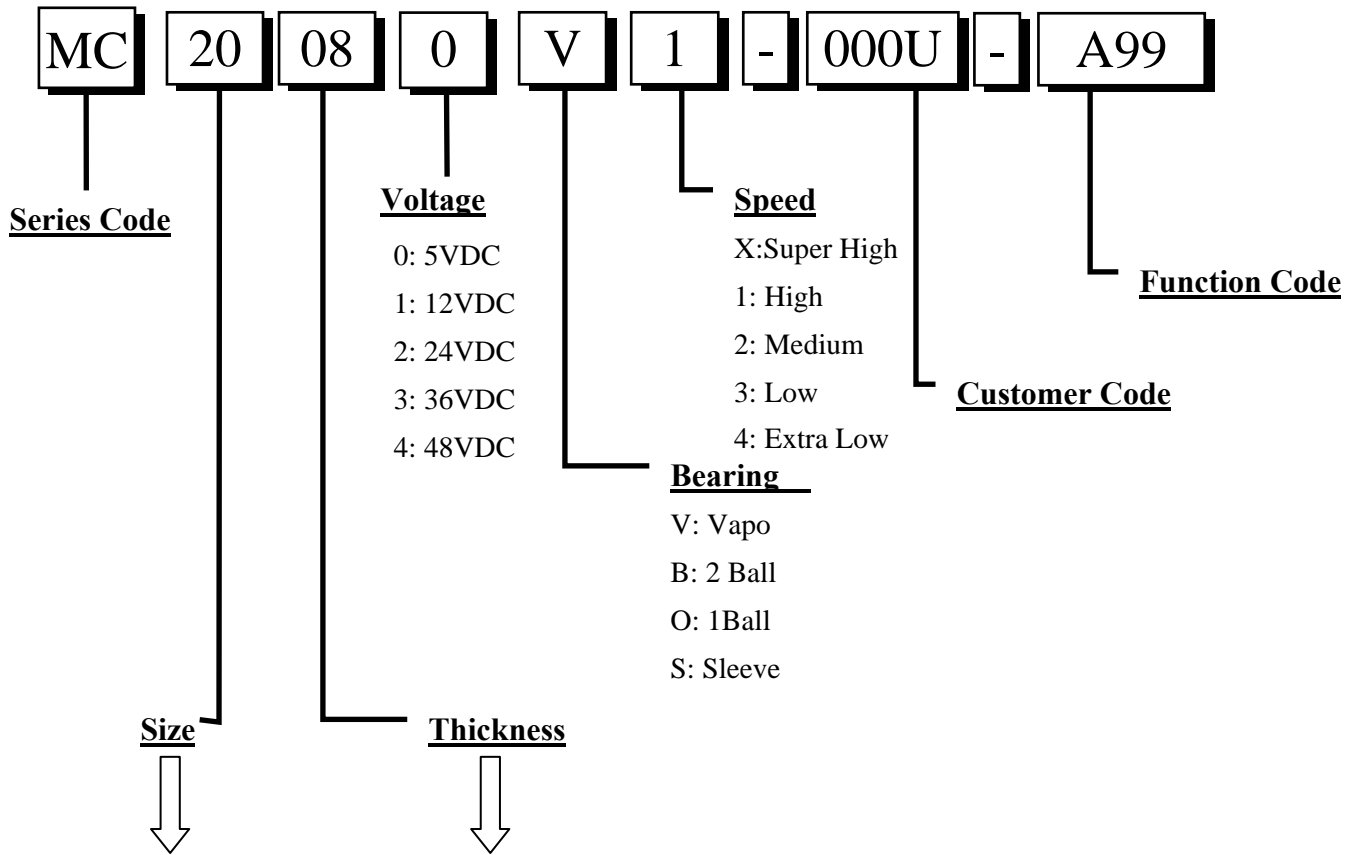 MC 20 08 0 V 1 - 000U - A99
Series Code
Voltage
0: 5VDC
1: 12VDC
2: 24VDC
3: 36VDC
4: 48VDC
Speed
X:Super High
1: High
2: Medium
3: Low
4: Extra Low
Function Code
Customer Code
Bearing
V: Vapo
B: 2 Ball
O: 1Ball
S: Sleeve
Size
Thickness